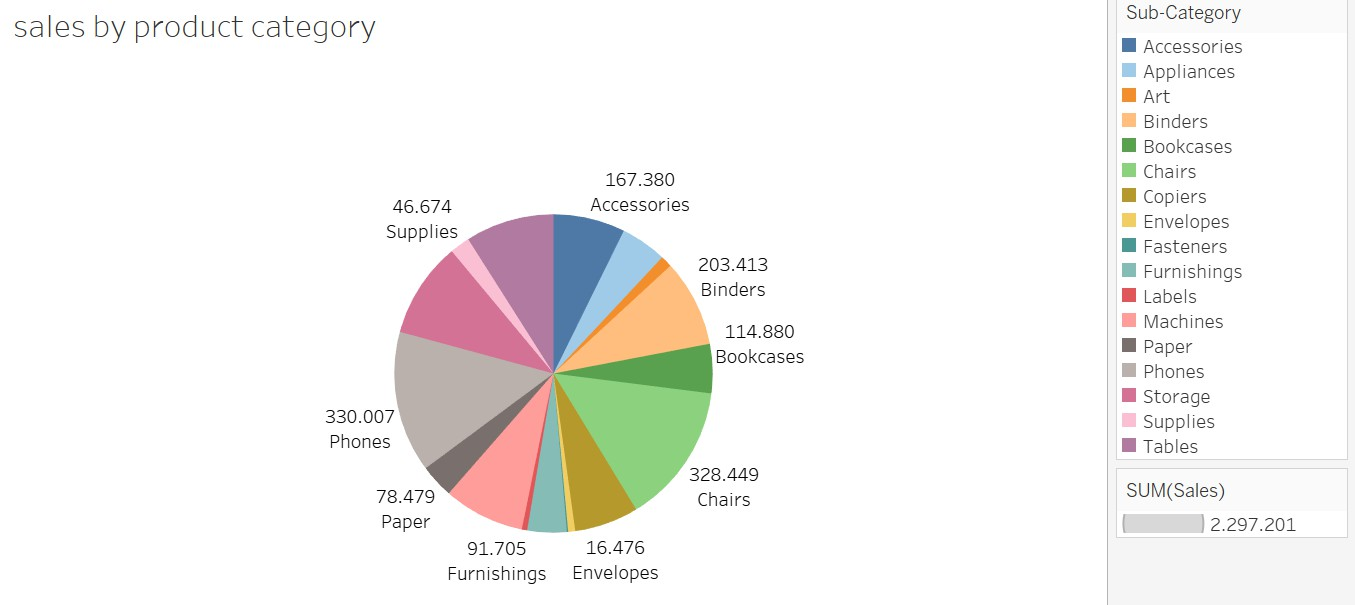 sales by product category
167.380
Accessories
46.674
Supplies
203.413
Binders
114.880
Bookcases
330.007
Phones
328.449
Chairs
78.479
Paper
91.705
Furnishings
16.476
Envelopes
Sub-Category
Accessories
Appliances
Art
Binders
Bookcases
Chairs
Copiers
Envelopes
Fasteners
Furnishings
Labels
Machines
Paper
Phones
Storage
Supplies
Tables
SUM(Sales)
2.297.201